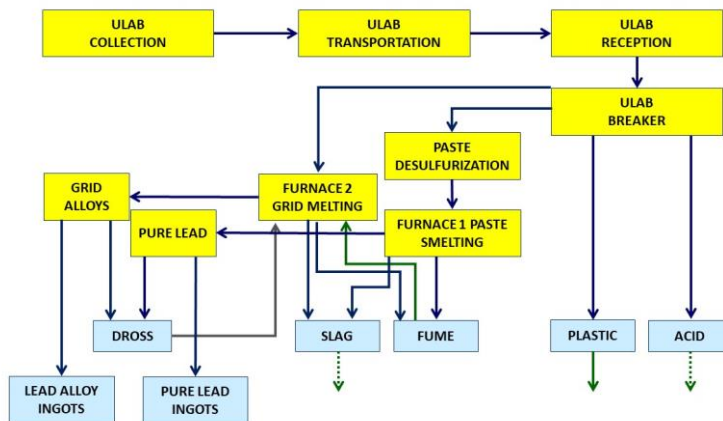 ULAB
COLLECTION
ULAB
TRANSPORTATION
ULAB
RECEPTION
ULAB
BREAKER
PASTE
DESULFURIZATION
GRID
ALLOYS
FURNACE 2
GRID MELTING
PURE LEAD
FURNACE 1 PASTE
SMELTING
DROSS
SLAG
FUME
PLASTIC
ACID
LEAD ALLOY
INGOTS
PURE LEAD
INGOTS